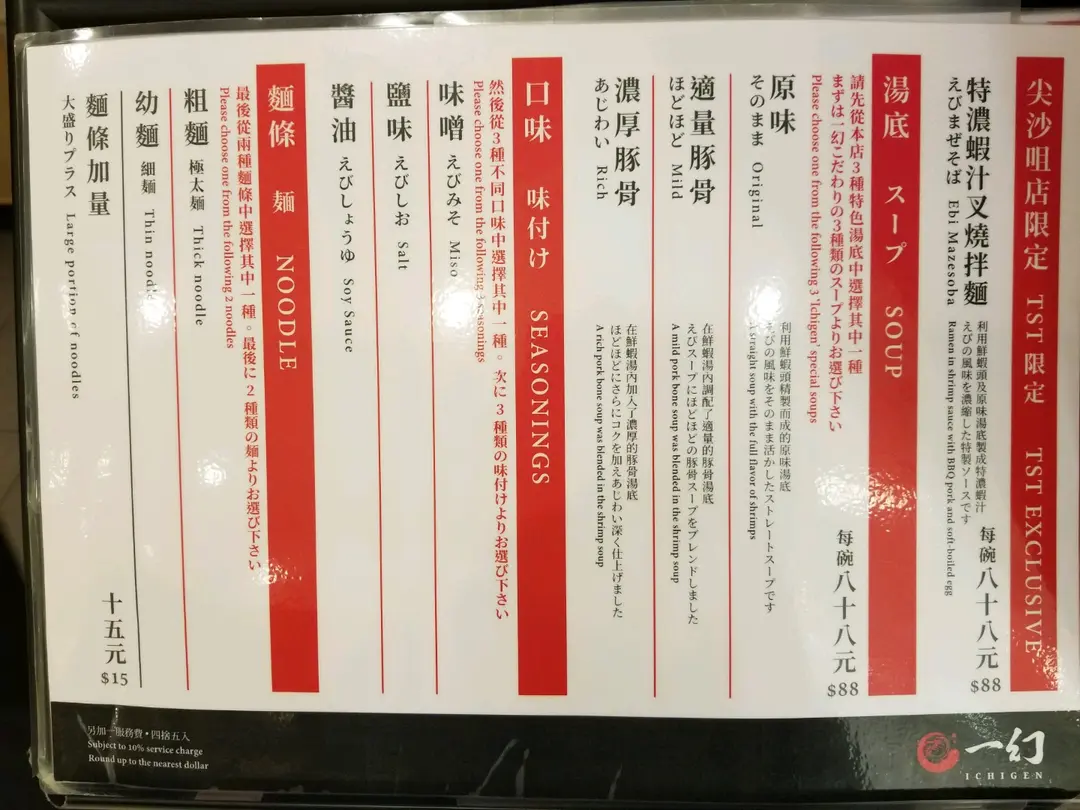 尖沙咀店限定 TST 限定 TST EXCLUSIVE
特濃蝦汁叉燒拌麵
えびまぜそば Ebi Mazesoba
利用鮮蝦頭及原味湯底製成特濃蝦汁
えびの風味を濃縮した特製ソースです
Ramen in shrimp sauce with BBQ pork and soft-boiled egg
每碗八十八元
$88
湯底 スープ SOUP
請先從本店3種特色湯底中選擇其中一種
まずは一幻こだわりの3種類のスープよりお選び下さい
Please choose one from the following 3 'Ichigen' special soups
每碗八十八元
$88
原味
そのまま Original
利用鮮蝦頭精製而成的原味湯底
えびの風味をそのまま活かしたストレートスープです
A straight soup with the full flavor of shrimps
適量豚骨
ほどほど Mild
在鮮蝦湯內調配了適量的豚骨湯底
えびスープにほどほどの豚骨スープをブレンドしました
A mild pork bone soup was blended in the shrimp soup
濃厚豚骨
あじわい Rich
在鮮蝦湯內加入了濃厚的豚骨湯底
ほどほどにさらにコクを加えあじわい深く仕上げました
A rich pork bone soup was blended in the shrimp soup
口味 味付け SEASONINGS
然後從3種不同口味中選擇其中一種。次に3種類の味付けよりお選び下さい
Please choose one from the following 3 seasonings
味噌 えびみそ Miso
鹽味 えびしお Salt
醬油 えびしょうゆ Soy Sauce
麵條 麺 NOODLE
最後從兩種麵條中選擇其中一種。最後に2種類の麺よりお選び下さい
Please choose one from the following 2 noodles
粗麵 極太麺 Thick noodle
幼麵 細麺 Thin noodle
麵條加量
大盛りプラス Large portion of noodles
十五元
$15
另加一服務費•四捨五入
Subject to 10% service charge
Round up to the nearest dollar
一幻
ICHIGEN